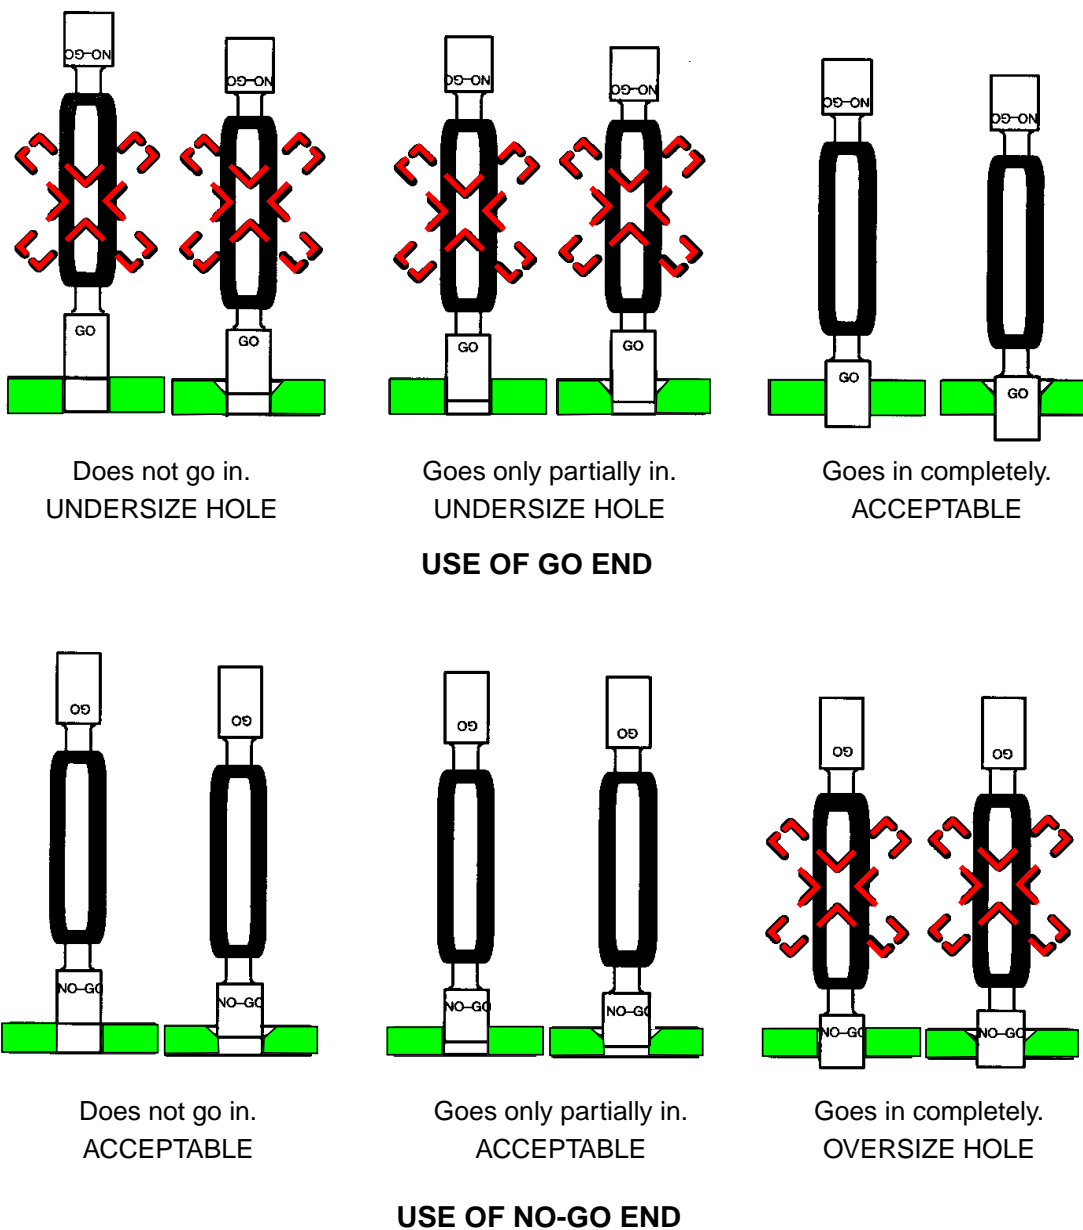 NO-GO NO-GO NO-GO NO-GO NO-GO NO-GO
GO GO GO GO GO GO
Does not go in. Goes only partially in. Goes in completely.
UNDERSIZE HOLE UNDERSIZE HOLE ACCEPTABLE
USE OF GO END
GO GO GO GO GO GO
NO-GO NO-GO NO-GO NO-GO NO-GO NO-GO
Does not go in. Goes only partially in. Goes in completely.
ACCEPTABLE ACCEPTABLE OVERSIZE HOLE
USE OF NO-GO END